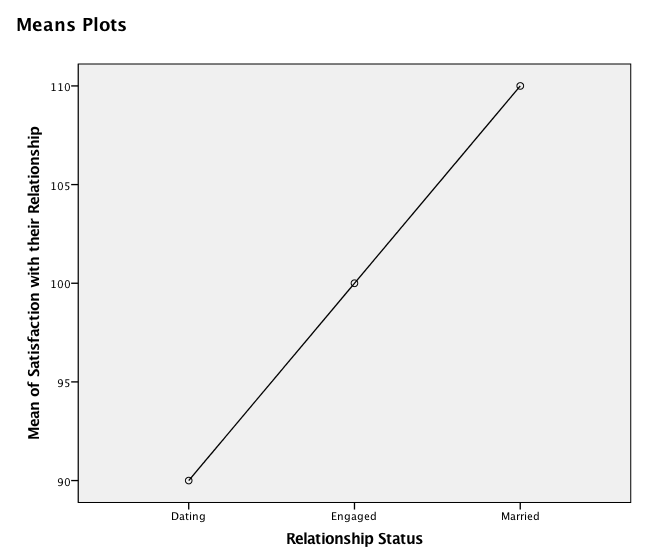 Means Plots
Mean of Satisfaction with their Relationship
110
105
100
95
90
Dating Engaged Married
Relationship Status